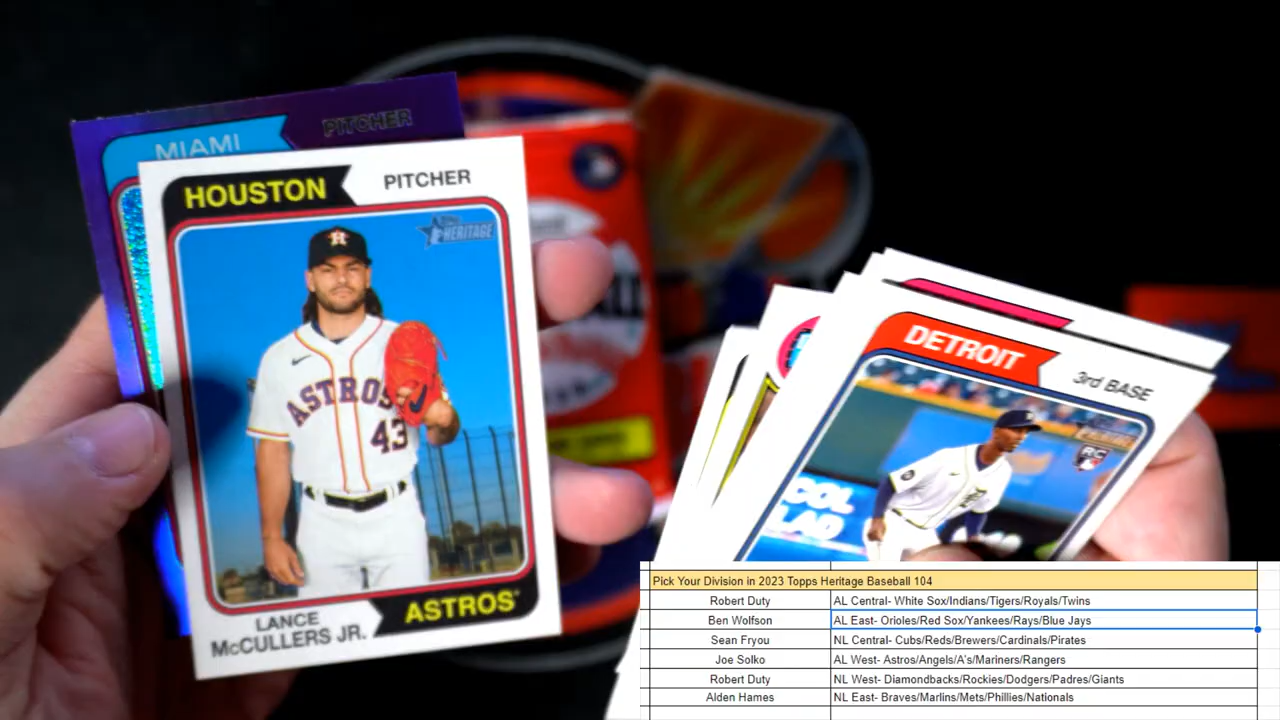 MIAMI
PITCHER
HOUSTON
PITCHER
TOPPS
HERITAGE
H
ASTROS
43
LANCE
McCULLERS JR.
ASTROS
DETROIT
3rd BASE
RC
COL
LAD
Pick Your Division in 2023 Topps Heritage Baseball 104
Robert Duty AL Central- White Sox/Indians/Tigers/Royals/Twins
Ben Wolfson AL East- Orioles/Red Sox/Yankees/Rays/Blue Jays
Sean Fryou NL Central- Cubs/Reds/Brewers/Cardinals/Pirates
Joe Solko AL West- Astros/Angels/A's/Mariners/Rangers
Robert Duty NL West- Diamondbacks/Rockies/Dodgers/Padres/Giants
Alden Hames NL East- Braves/Marlins/Mets/Phillies/Nationals